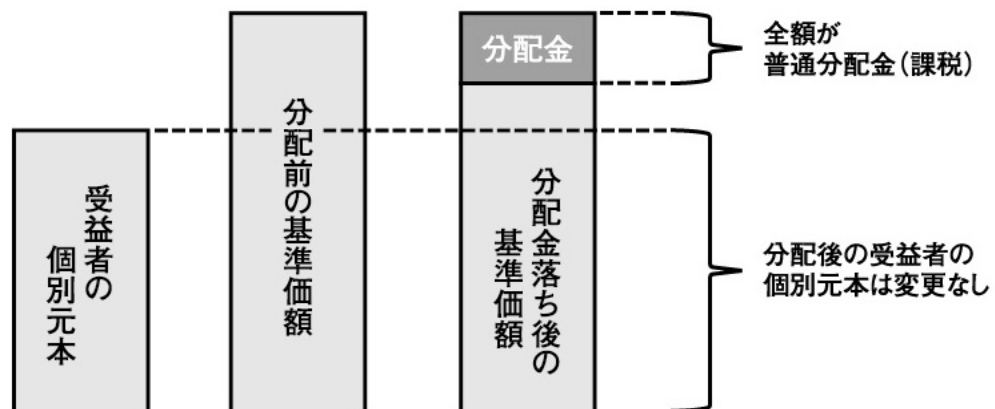 受益者の
個別元本
分配前の基準価額
分配金
分配金落ち後の
基準価額
全額が
普通分配金(課税)
分配後の受益者の
個別元本は変更なし